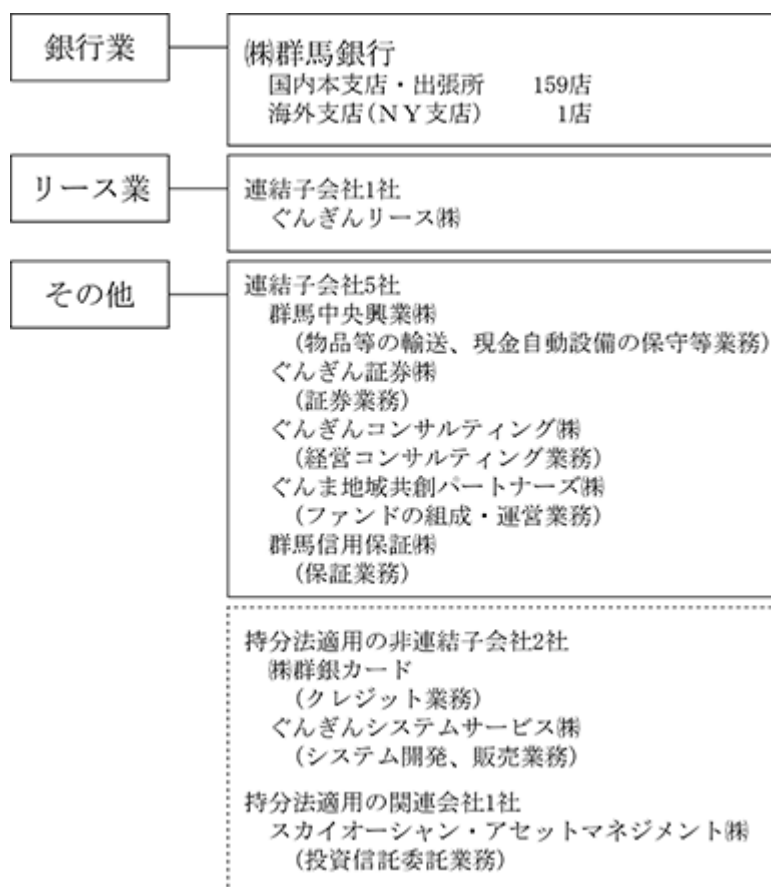 銀行業
㈱群馬銀行
国内本支店・出張所 159店
海外支店(ＮＹ支店) 1店
リース業
連結子会社1社
ぐんぎんリース㈱
その他
連結子会社5社
群馬中央興業㈱
(物品等の輸送、現金自動設備の保守等業務)
ぐんぎん証券㈱
(証券業務)
ぐんぎんコンサルティング㈱
(経営コンサルティング業務)
ぐんま地域共創パートナーズ㈱
(ファンドの組成・運営業務)
群馬信用保証㈱
(保証業務)
持分法適用の非連結子会社2社
㈱群銀カード
(クレジット業務)
ぐんぎんシステムサービス㈱
(システム開発、販売業務)
持分法適用の関連会社1社
スカイオーシャン・アセットマネジメント㈱
(投資信託委託業務)